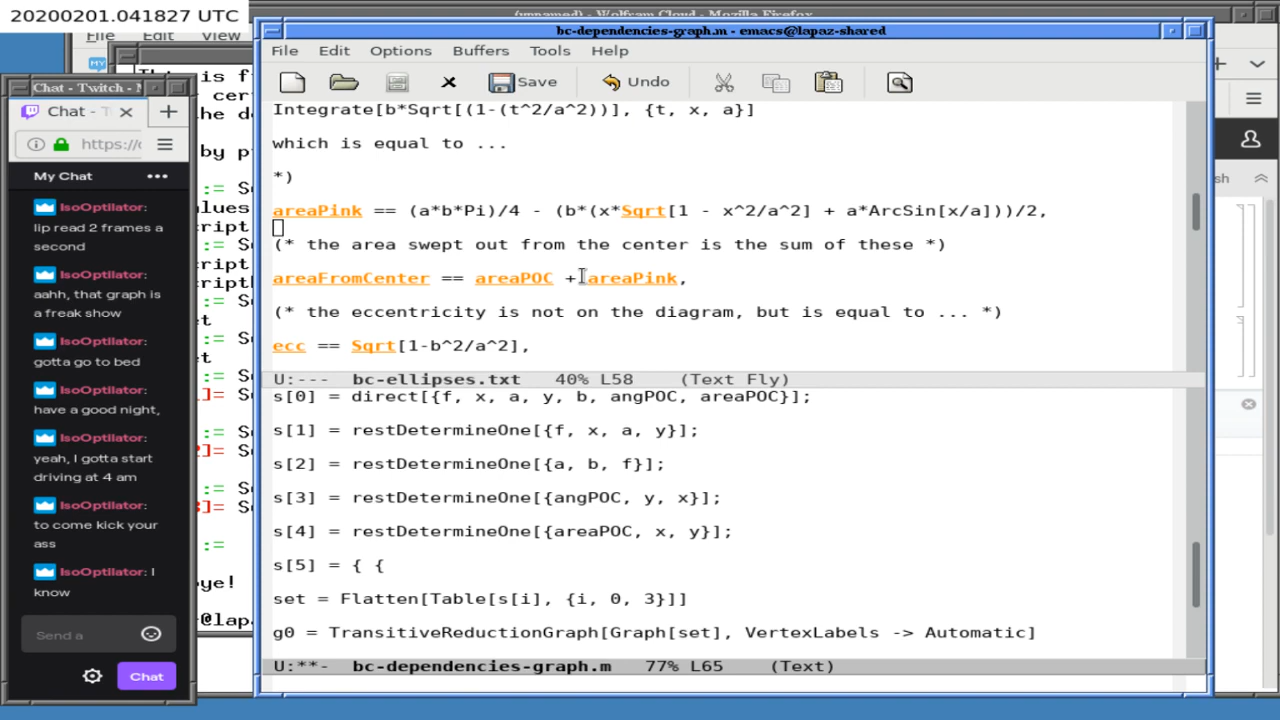 20200201.041827 UTC
(unnamed) - Wolfram Cloud - Mozilla Firefox
File Edit View
Chat - Twitch - M
Chat - T
https://
My Chat
IsoOptilator:
lip read 2 frames a
second
IsoOptilator:
aahh, that graph is
a freak show
IsoOptilator:
gotta go to bed
IsoOptilator:
have a good night,
IsoOptilator:
yeah, I gotta start
driving at 4 am
IsoOptilator:
to come kick your
ass
IsoOptilator: I
know
Send a
Chat
bc-dependencies-graph.m - emacs@lapaz-shared
File Edit Options Buffers Tools Help
Save Undo
Integrate[b*Sqrt[(1-(t^2/a^2))], {t, x, a}]
which is equal to ...
*)
areaPink == (a*b*Pi)/4 - (b*(x*Sqrt[1 - x^2/a^2] + a*ArcSin[x/a]))/2,
(* the area swept out from the center is the sum of these *)
areaFromCenter == areaPOC + areaPink,
(* the eccentricity is not on the diagram, but is equal to ... *)
ecc == Sqrt[1-b^2/a^2],
U:--- bc-ellipses.txt 40% L58 (Text Fly)
s[0] = direct[{f, x, a, y, b, angPOC, areaPOC}];
s[1] = restDetermineOne[{f, x, a, y}];
s[2] = restDetermineOne[{a, b, f}];
s[3] = restDetermineOne[{angPOC, y, x}];
s[4] = restDetermineOne[{areaPOC, x, y}];
s[5] = { {
set = Flatten[Table[s[i], {i, 0, 3}]]
g0 = TransitiveReductionGraph[Graph[set], VertexLabels -> Automatic]
U:**- bc-dependencies-graph.m 77% L65 (Text)